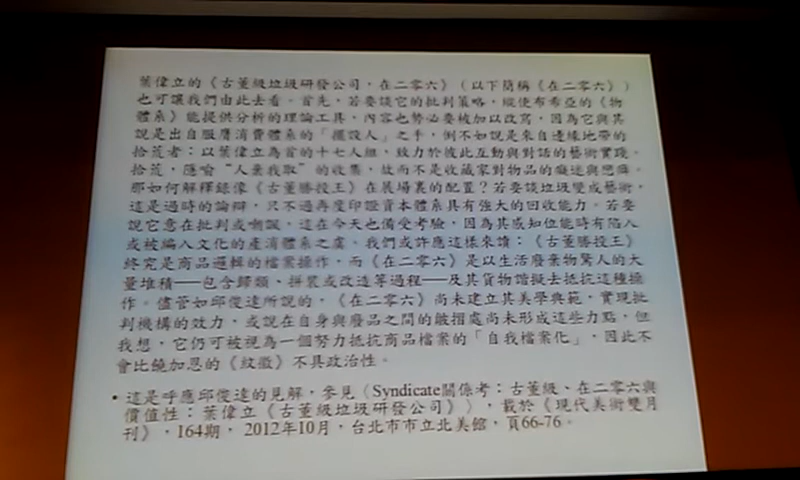 葉偉立的《古董級垃圾研發公司，在二零六》（以下簡稱《在二零六》）
也可讓我們由此去看。首先，若要談它的批判策略，縱使布希亞的《物
體系》能提供分析的理論工具，內容也勢必要被加以改寫，因為它與其
說是出自服膺消費體系的「擺設人」之手，倒不如說是來自邊緣地帶的
拾荒者：以葉偉立為首的十七人組，致力於彼此互動與對話的藝術實踐。
拾荒，隱喻“人棄我取”的收集，故而不是收藏家對物品的癡迷與戀癖。
那如何解釋錄像《古董勝投王》在展場裏的配置？若要談垃圾變成藝術，
這是過時的論辯，只不過再度印證資本體系具有強大的回收能力。若要
說它意在批判或嘲諷，這在今天也備受考驗，因為其感知位能時有陷入
或被編入文化的產消體系之虞。我們或許應這樣來讀：《古董勝投王》
終究是商品邏輯的檔案操作，而《在二零六》是以生活廢棄物驚人的大
量堆積──包含歸類、拼裝或改造等過程──及其貨物諧擬去抵抗這種操
作。儘管如邱俊達所說的，《在二零六》尚未建立其美學典範，實現批
判機構的效力，或說在自身與廢品之間的皺摺處尚未形成這些力點，但
我想，它仍可被視為一個努力抵抗商品檔案的「自我檔案化」，因此不
會比饒加恩的《紋徽》不具政治性。
• 這是呼應邱俊達的見解，參見〈Syndicate關係考：古董級、在二零六與
價值性：葉偉立《古董級垃圾研發公司》〉，載於《現代美術雙月
刊》，164期，2012年10月，台北市市立北美館，頁66-76。